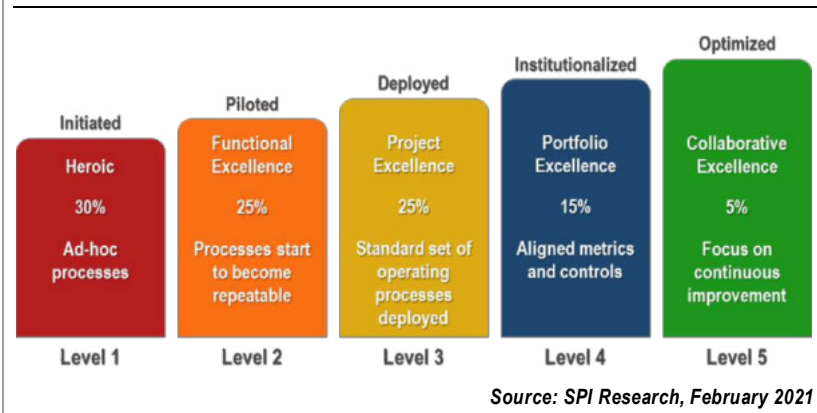 Initiated
Heroic
30%
Ad-hoc
processes
Level 1
Piloted
Functional
Excellence
25%
Processes start
to become
repeatable
Level 2
Deployed
Project
Excellence
25%
Standard set of
operating
processes
deployed
Level 3
Institutionalized
Portfolio
Excellence
15%
Aligned metrics
and controls
Level 4
Optimized
Collaborative
Excellence
5%
Focus on
continuous
improvement
Level 5
Source: SPI Research, February 2021